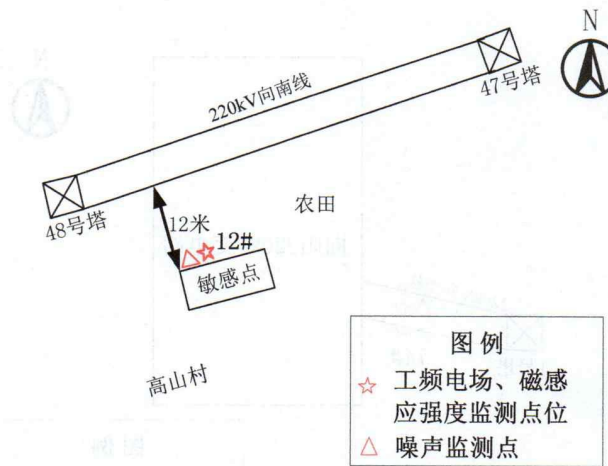 N
220kV向南线
47号塔
48号塔
农田
12米
12#
敏感点
高山村
图例
工频电场、磁感
应强度监测点位
噪声监测点